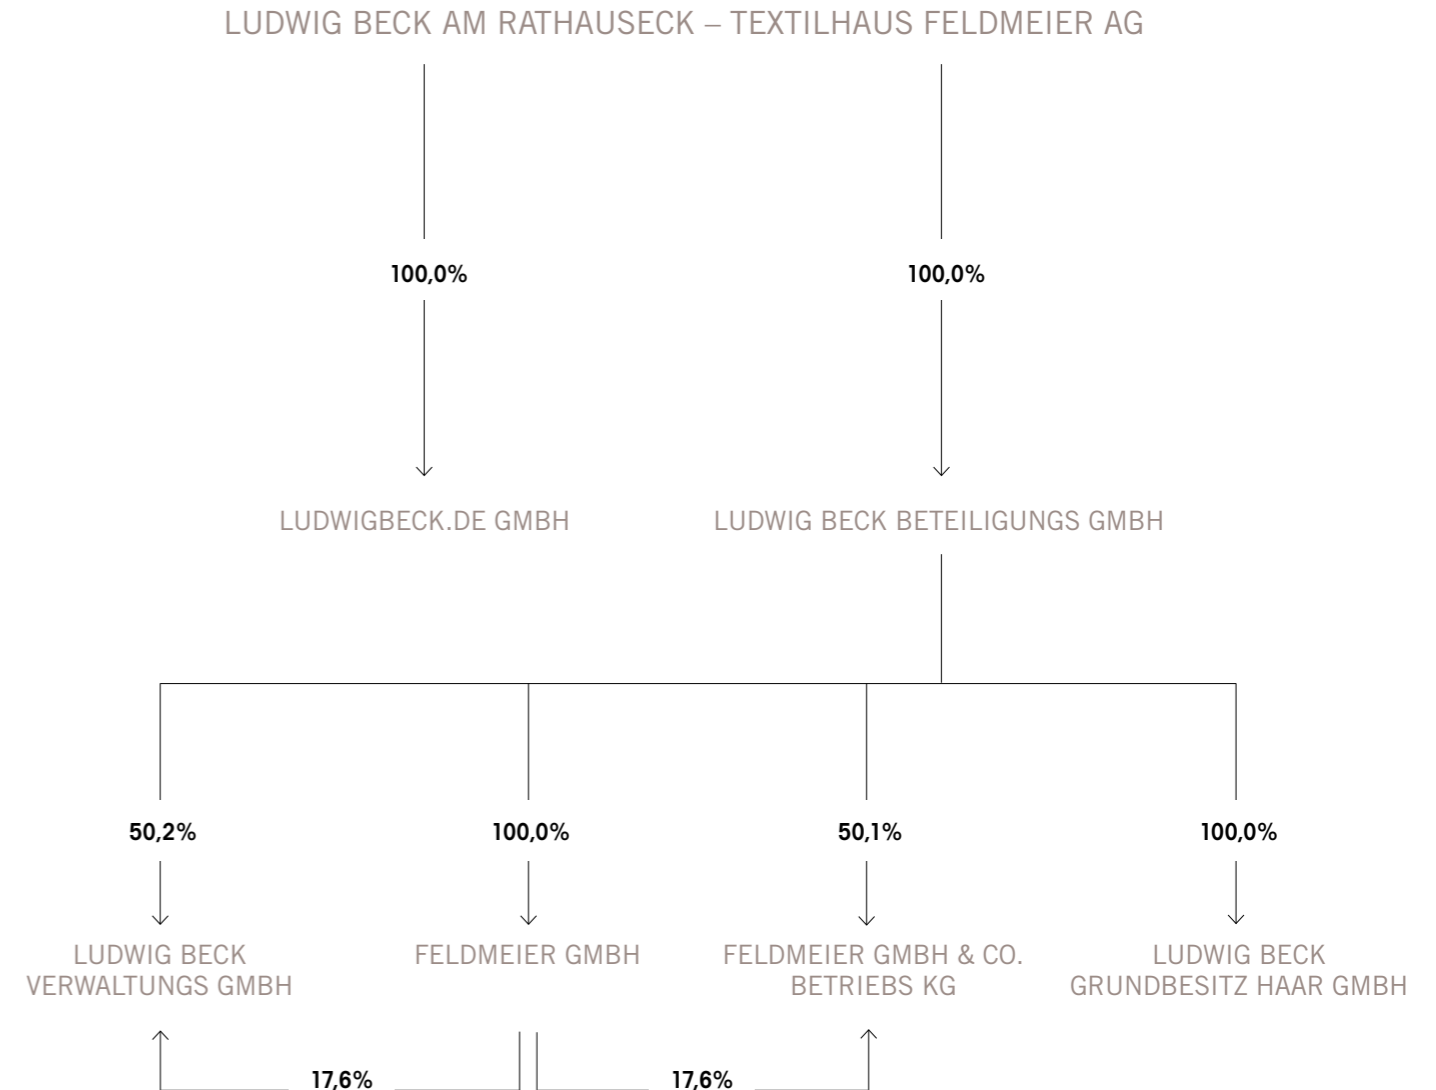 LUDWIG BECK AM RATHAUSECK – TEXTILHAUS FELDMEIER AG
100,0%
100,0%
LUDWIGBECK.DE GMBH
LUDWIG BECK BETEILIGUNGS GMBH
50,2%
100,0%
50,1%
100,0%
LUDWIG BECK
VERWALTUNGS GMBH
FELDMEIER GMBH
FELDMEIER GMBH & CO.
BETRIEBS KG
LUDWIG BECK
GRUNDBESITZ HAAR GMBH
17,6%
17,6%